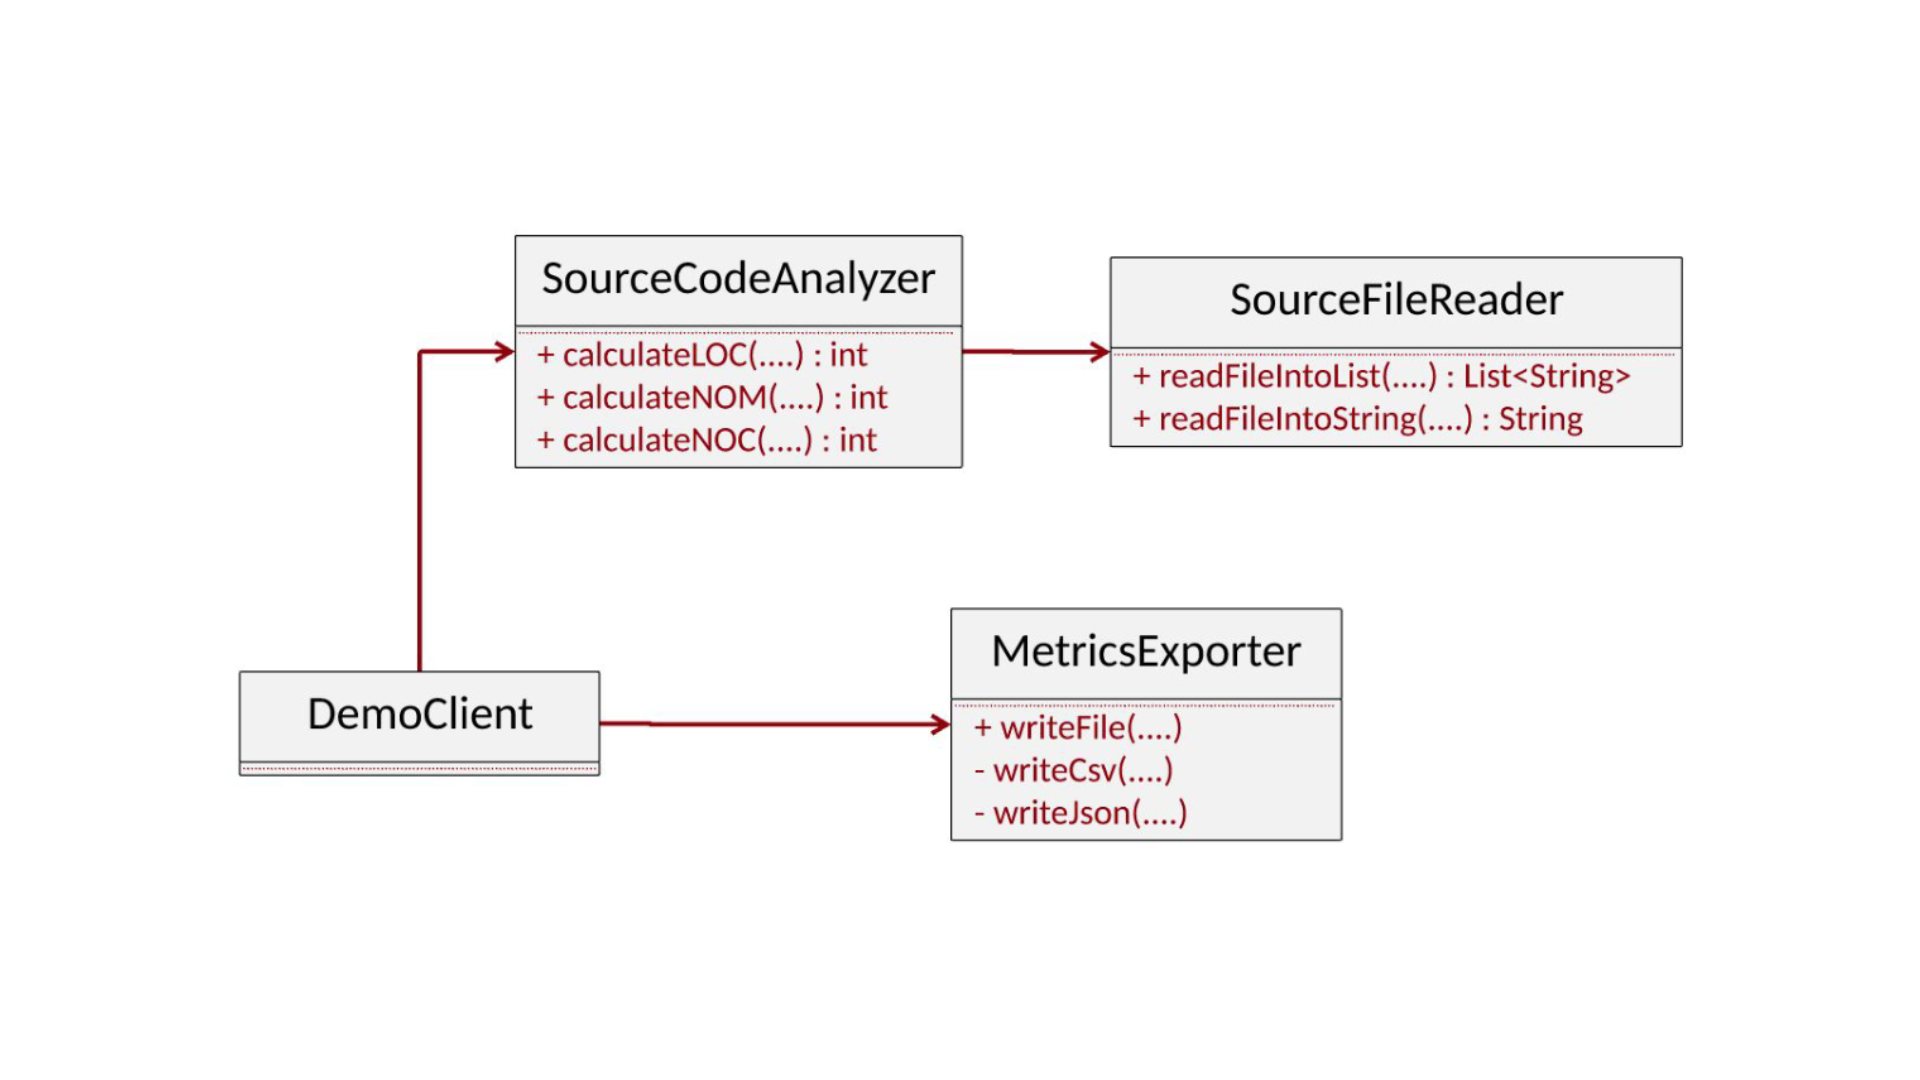 SourceCodeAnalyzer
+ calculateLOC(....) : int
+ calculateNOM(....) : int
+ calculateNOC(....) : int
SourceFileReader
+ readFileIntoList(....) : List<String>
+ readFileIntoString(....) : String
DemoClient
MetricsExporter
+ writeFile(....)
- writeCsv(....)
- writeJson(....)